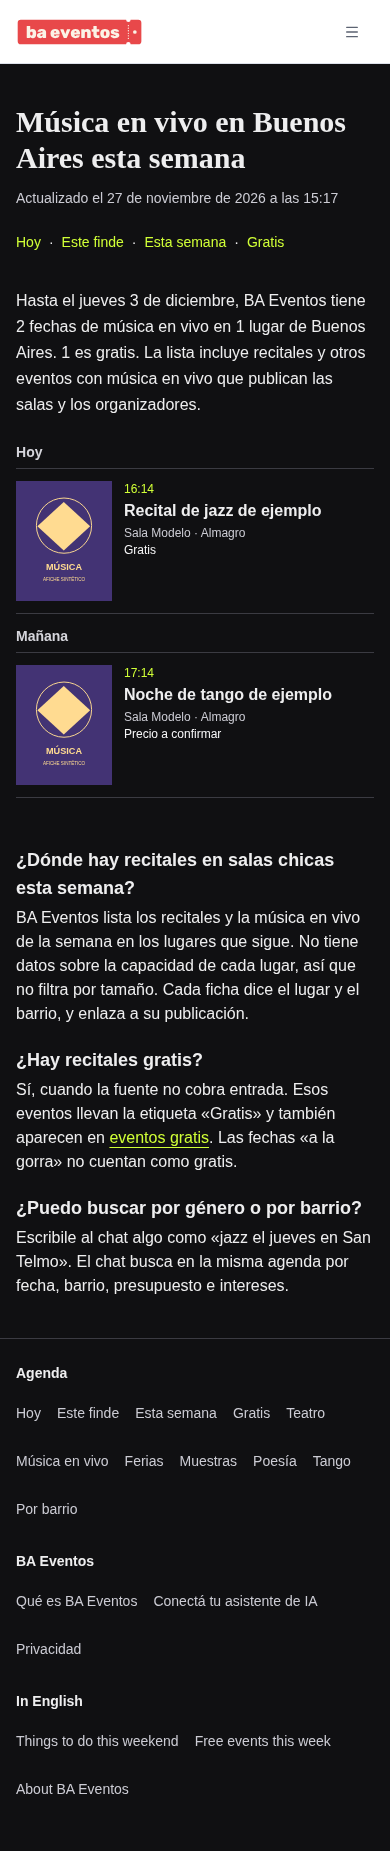 ba eventos
Música en vivo en Buenos
Aires esta semana
Actualizado el 27 de noviembre de 2026 a las 15:17
Hoy · Este finde · Esta semana · Gratis
Hasta el jueves 3 de diciembre, BA Eventos tiene
2 fechas de música en vivo en 1 lugar de Buenos
Aires. 1 es gratis. La lista incluye recitales y otros
eventos con música en vivo que publican las
salas y los organizadores.
Hoy
16:14
Recital de jazz de ejemplo
Sala Modelo · Almagro
Gratis
MÚSICA
AFICHE SINTÉTICO
Mañana
17:14
Noche de tango de ejemplo
Sala Modelo · Almagro
Precio a confirmar
MÚSICA
AFICHE SINTÉTICO
¿Dónde hay recitales en salas chicas
esta semana?
BA Eventos lista los recitales y la música en vivo
de la semana en los lugares que sigue. No tiene
datos sobre la capacidad de cada lugar, así que
no filtra por tamaño. Cada ficha dice el lugar y el
barrio, y enlaza a su publicación.
¿Hay recitales gratis?
Sí, cuando la fuente no cobra entrada. Esos
eventos llevan la etiqueta «Gratis» y también
aparecen en eventos gratis. Las fechas «a la
gorra» no cuentan como gratis.
¿Puedo buscar por género o por barrio?
Escribile al chat algo como «jazz el jueves en San
Telmo». El chat busca en la misma agenda por
fecha, barrio, presupuesto e intereses.
Agenda
Hoy Este finde Esta semana Gratis Teatro
Música en vivo Ferias Muestras Poesía Tango
Por barrio
BA Eventos
Qué es BA Eventos Conectá tu asistente de IA
Privacidad
In English
Things to do this weekend Free events this week
About BA Eventos